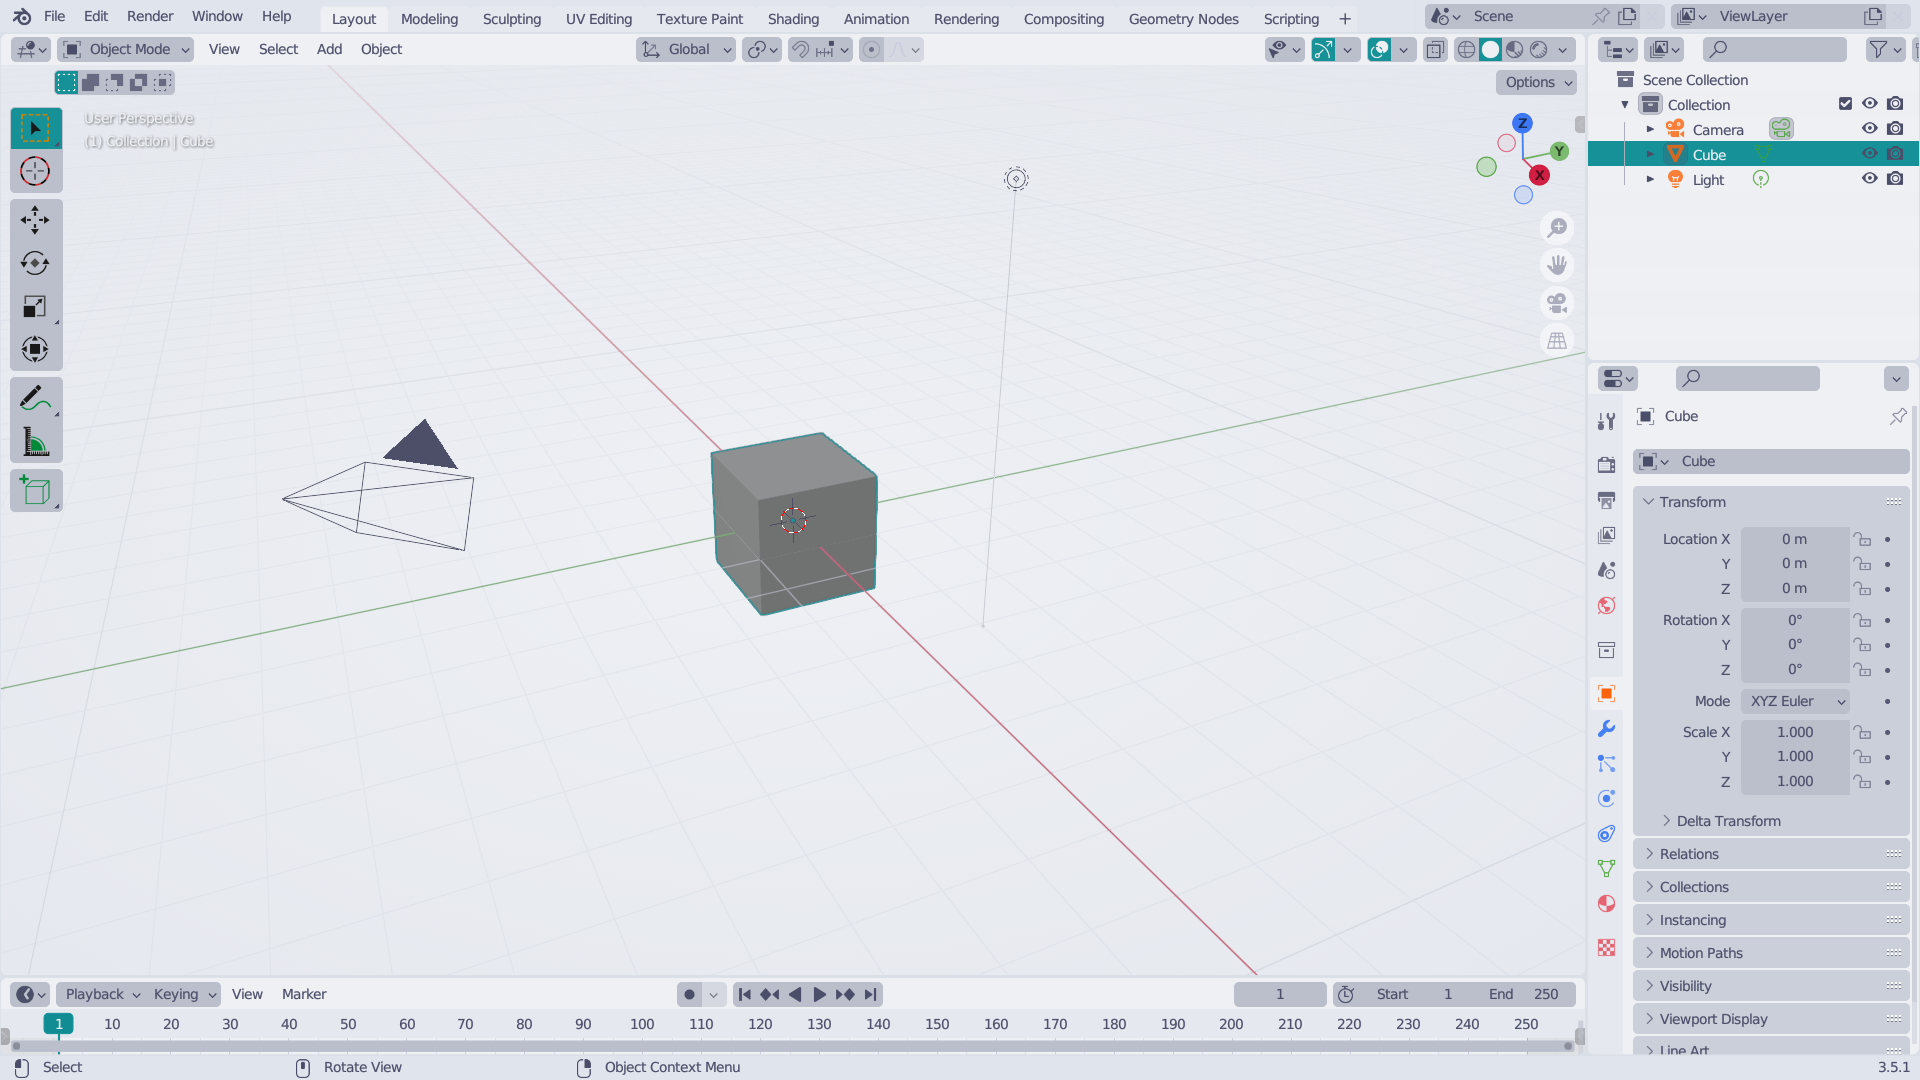 File Edit Render Window Help Layout Modeling Sculpting UV Editing Texture Paint Shading Animation Rendering Compositing Geometry Nodes Scripting + Scene ViewLayer
Object Mode View Select Add Object Global
Options
User Perspective
(1) Collection | Cube
Z
Y
X
Scene Collection
Collection
Camera
Cube
Light
Cube
Cube
Transform
Location X 0 m
Y 0 m
Z 0 m
Rotation X 0°
Y 0°
Z 0°
Mode XYZ Euler
Scale X 1.000
Y 1.000
Z 1.000
Delta Transform
Relations
Collections
Instancing
Motion Paths
Visibility
Viewport Display
Line Art
Playback Keying View Marker 1 Start 1 End 250
1 10 20 30 40 50 60 70 80 90 100 110 120 130 140 150 160 170 180 190 200 210 220 230 240 250
Select Rotate View Object Context Menu 3.5.1